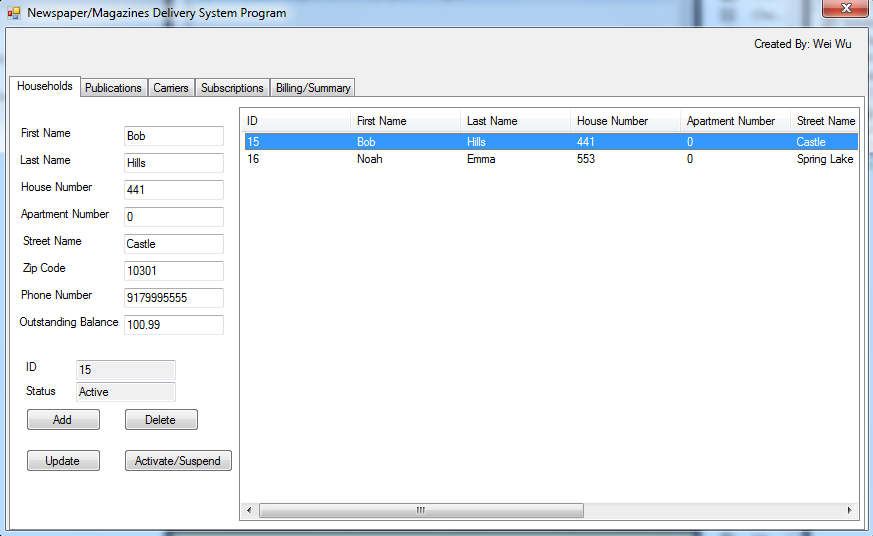 Newspaper/Magazines Delivery System Program
Created By: Wei Wu
Households Publications Carriers Subscriptions Billing/Summary
First Name Bob
Last Name Hills
House Number 441
Apartment Number 0
Street Name Castle
Zip Code 10301
Phone Number 9179995555
Outstanding Balance 100.99
ID 15
Status Active
Add Delete
Update Activate/Suspend
ID First Name Last Name House Number Apartment Number Street Name
15 Bob Hills 441 0 Castle
16 Noah Emma 553 0 Spring Lake